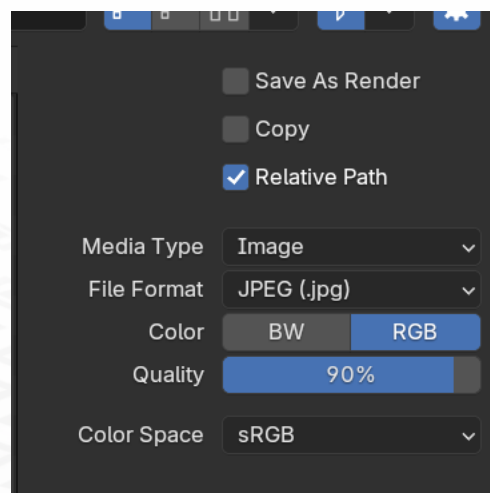 Save As Render
Copy
Relative Path
Media Type Image
File Format JPEG (.jpg)
Color BW RGB
Quality 90%
Color Space sRGB